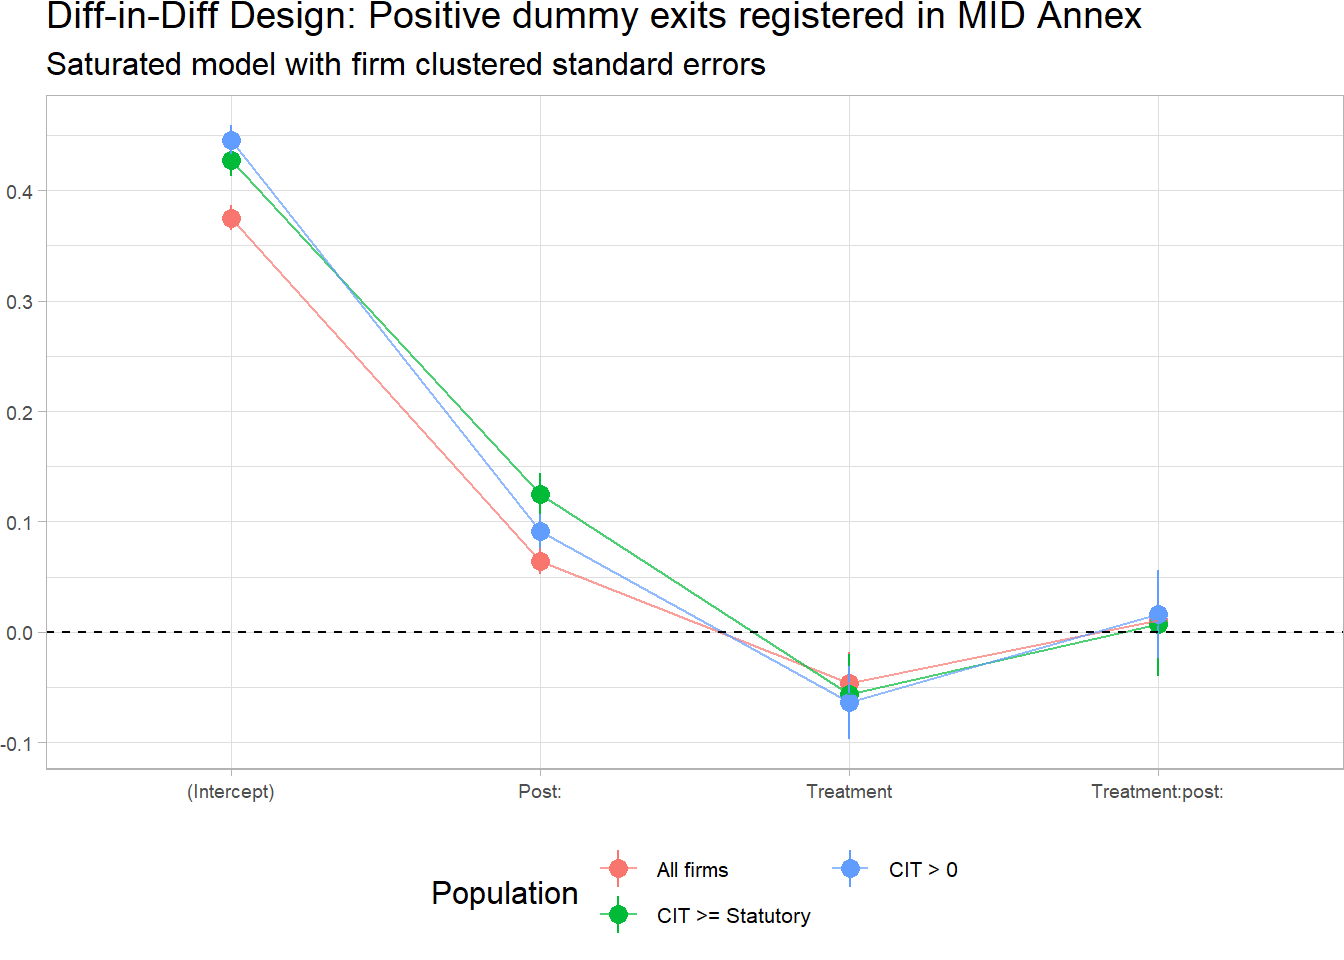 Diff-in-Diff Design: Positive dummy exits registered in MID Annex
Saturated model with firm clustered standard errors
0.4
0.3
0.2
0.1
0.0
-0.1
(Intercept) Post: Treatment Treatment:post:
Population
All firms
CIT > 0
CIT >= Statutory